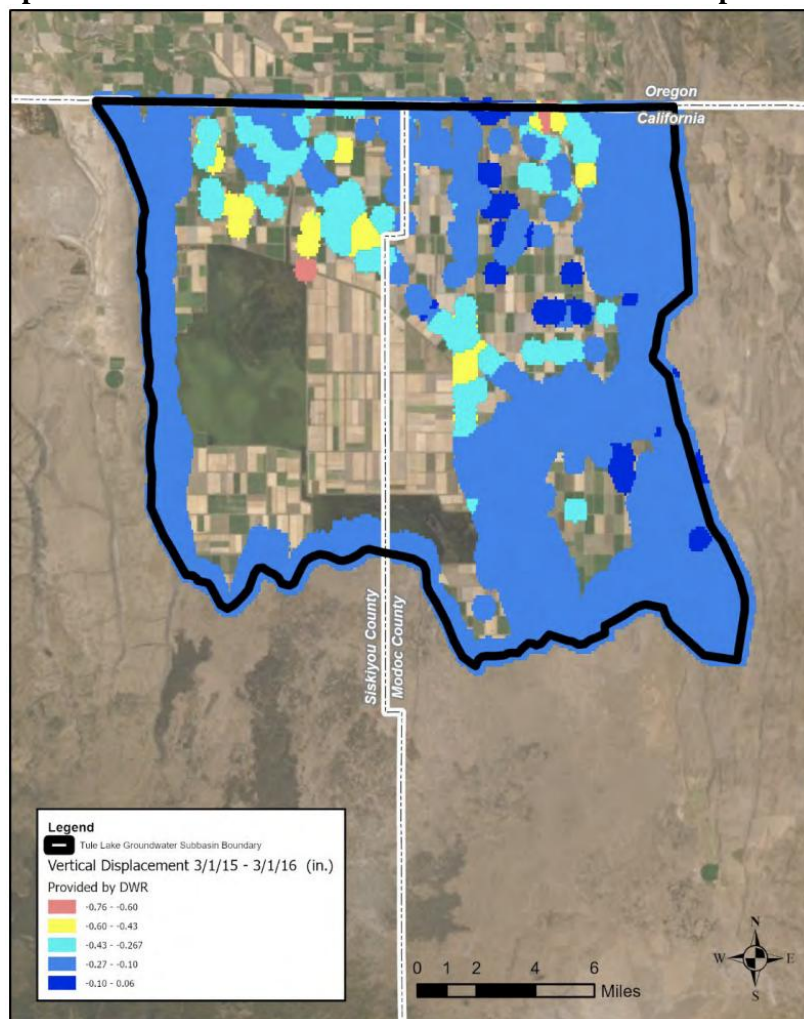 Oregon
California
Siskiyou County
Modoc County
Legend
Tule Lake Groundwater Subbasin Boundary
Vertical Displacement 3/1/15 - 3/1/16 (in.)
Provided by DWR
-0.76 - -0.60
-0.60 - -0.43
-0.43 - -0.267
-0.27 - -0.10
-0.10 - 0.06
0 1 2 4 6
Miles
N
W E
S